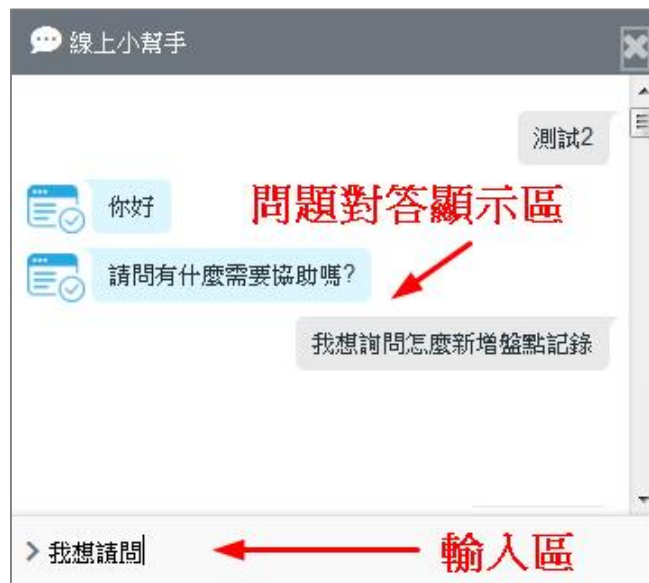 線上小幫手
測試2
你好
問題對答顯示區
請問有什麼需要協助嗎?
我想詢問怎麼新增盤點記錄
> 我想請問
輸入區